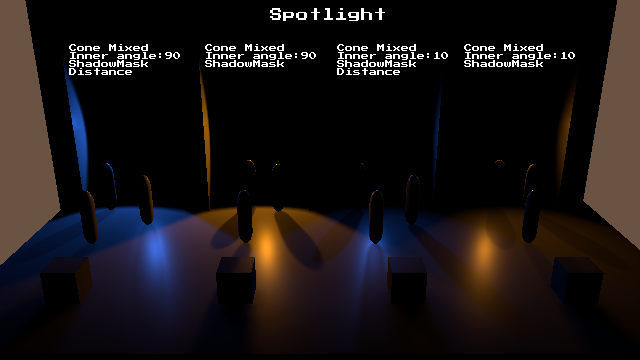 Spotlight
Cone Mixed
Inner angle:90
ShadowMask
Distance
Cone Mixed
Inner angle:90
ShadowMask
Cone Mixed
Inner angle:10
ShadowMask
Distance
Cone Mixed
Inner angle:10
ShadowMask